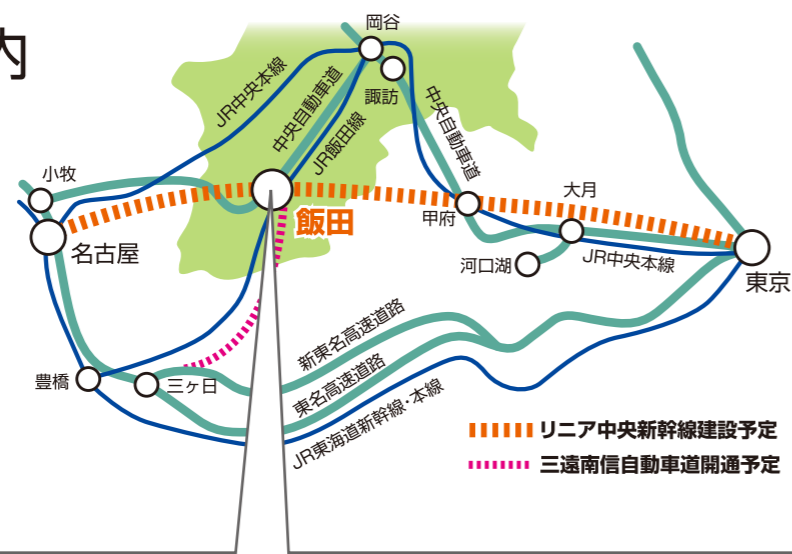 内
岡谷
諏訪
JR中央本線
中央自動車道
JR飯田線
中央自動車道
小牧
名古屋
飯田
甲府
大月
河口湖
JR中央本線
東京
豊橋
三ヶ日
新東名高速道路
東名高速道路
JR東海道新幹線・本線
リニア中央新幹線建設予定
三遠南信自動車道開通予定